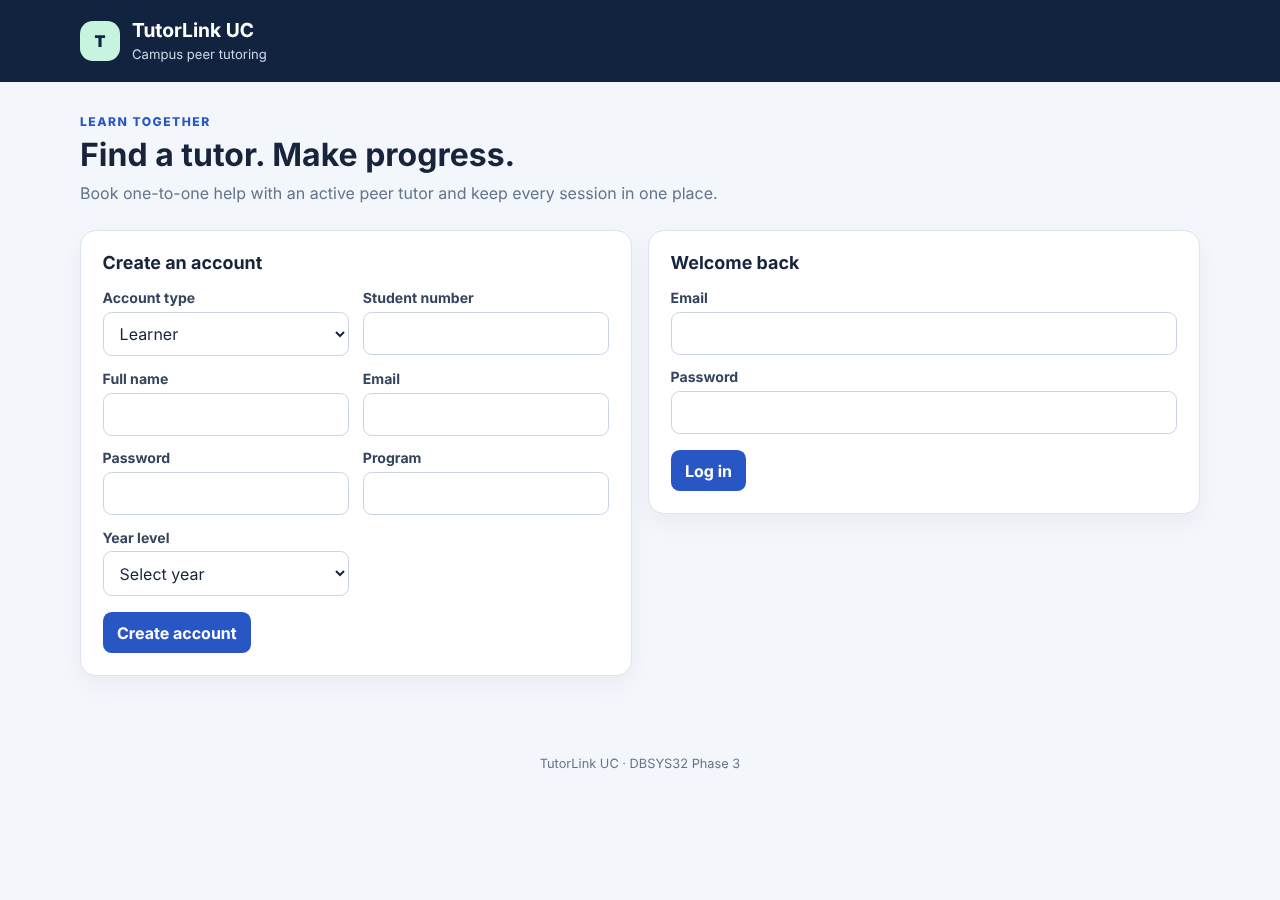 T
TutorLink UC
Campus peer tutoring
LEARN TOGETHER
Find a tutor. Make progress.
Book one-to-one help with an active peer tutor and keep every session in one place.
Create an account
Account type
Student number
Learner
Full name
Email
Password
Program
Year level
Select year
Create account
Welcome back
Email
Password
Log in
TutorLink UC · DBSYS32 Phase 3